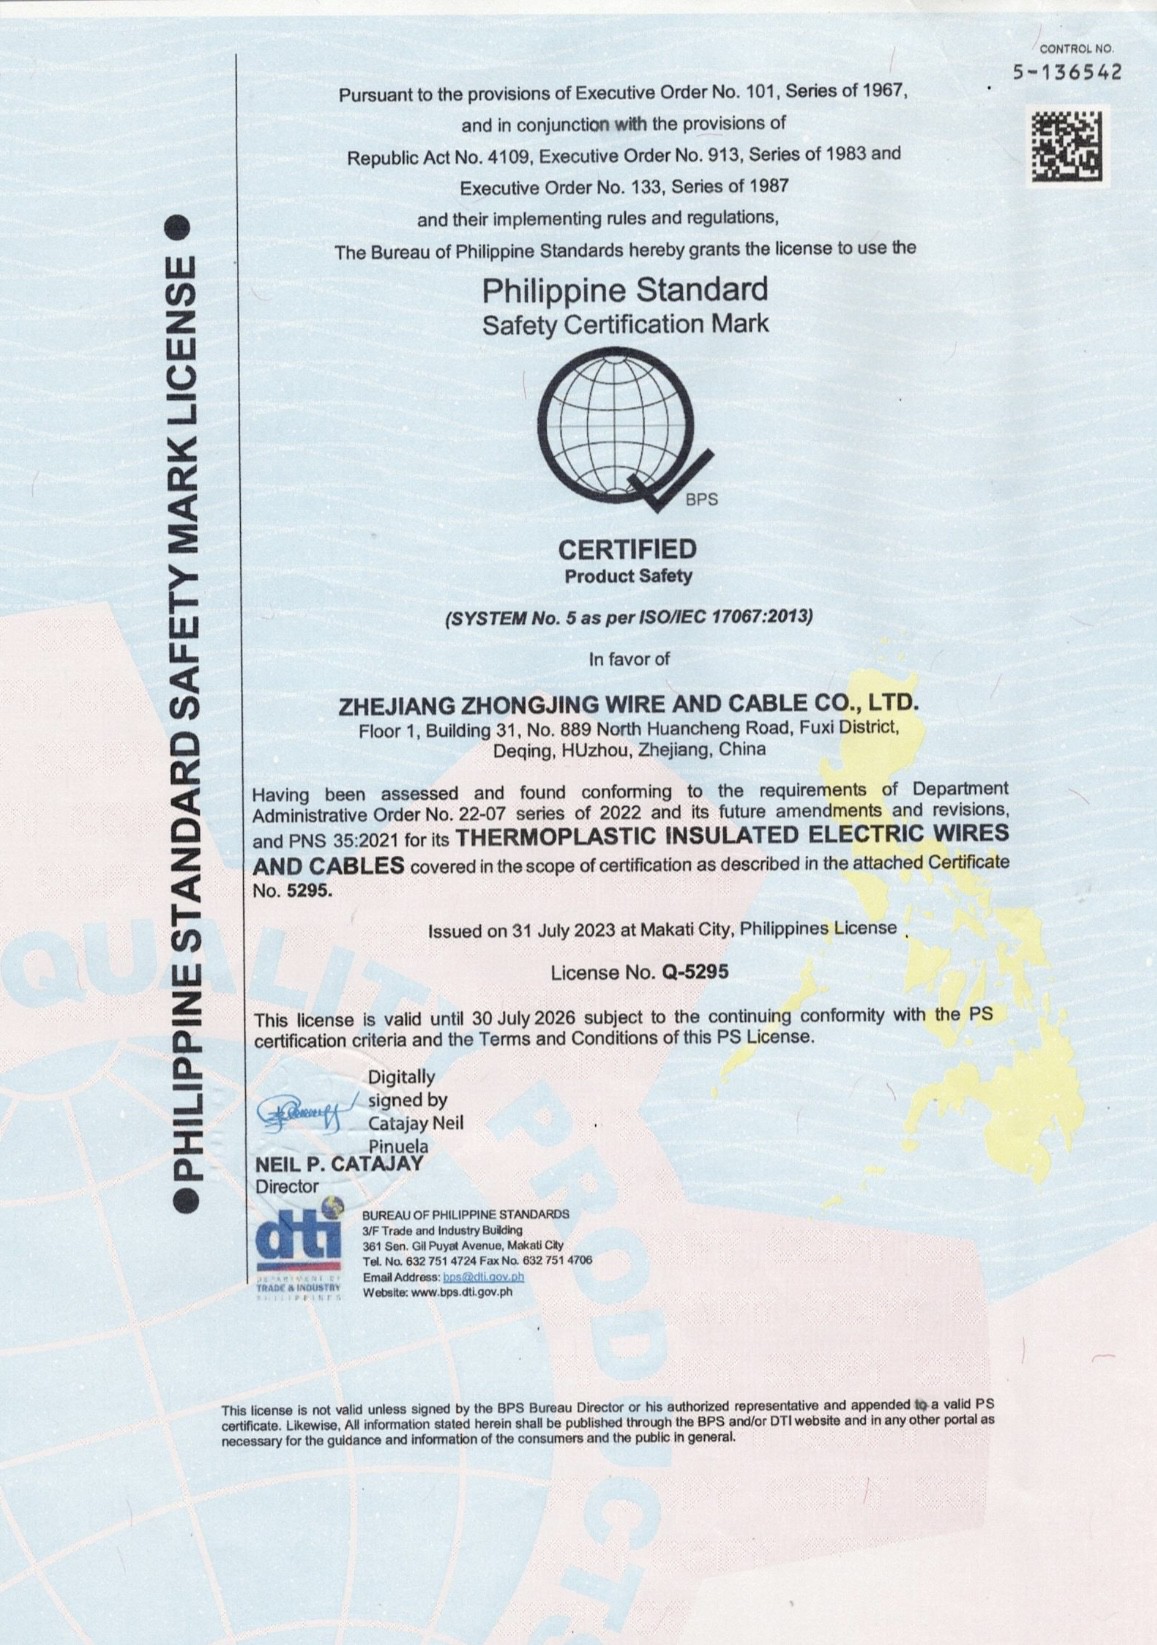 CONTROL NO.
5-136542
Pursuant to the provisions of Executive Order No. 101, Series of 1967,
and in conjunction with the provisions of
Republic Act No. 4109, Executive Order No. 913, Series of 1983 and
Executive Order No. 133, Series of 1987
and their implementing rules and regulations,
The Bureau of Philippine Standards hereby grants the license to use the
Philippine Standard
Safety Certification Mark
BPS
CERTIFIED
Product Safety
(SYSTEM No. 5 as per ISO/IEC 17067:2013)
In favor of
ZHEJIANG ZHONGJING WIRE AND CABLE CO., LTD.
Floor 1, Building 31, No. 889 North Huancheng Road, Fuxi District,
Deqing, HUzhou, Zhejiang, China
Having been assessed and found conforming to the requirements of Department
Administrative Order No. 22-07 series of 2022 and its future amendments and revisions,
and PNS 35:2021 for its THERMOPLASTIC INSULATED ELECTRIC WIRES
AND CABLES covered in the scope of certification as described in the attached Certificate
No. 5295.
Issued on 31 July 2023 at Makati City, Philippines License .
License No. Q-5295
This license is valid until 30 July 2026 subject to the continuing conformity with the PS
certification criteria and the Terms and Conditions of this PS License.
Digitally
signed by
Catajay Neil
Pinuela
NEIL P. CATAJAY
Director
dti
DEPARTMENT OF
TRADE & INDUSTRY
PHILIPPINES
BUREAU OF PHILIPPINE STANDARDS
3/F Trade and Industry Building
361 Sen. Gil Puyat Avenue, Makati City
Tel. No. 632 751 4724 Fax No. 632 751 4706
Email Address: bps@dti.gov.ph
Website: www.bps.dti.gov.ph
This license is not valid unless signed by the BPS Bureau Director or his authorized representative and appended to a valid PS
certificate. Likewise, All information stated herein shall be published through the BPS and/or DTI website and in any other portal as
necessary for the guidance and information of the consumers and the public in general.
●PHILIPPINE STANDARD SAFETY MARK LICENSE ●
QUALITY PRODUCTS